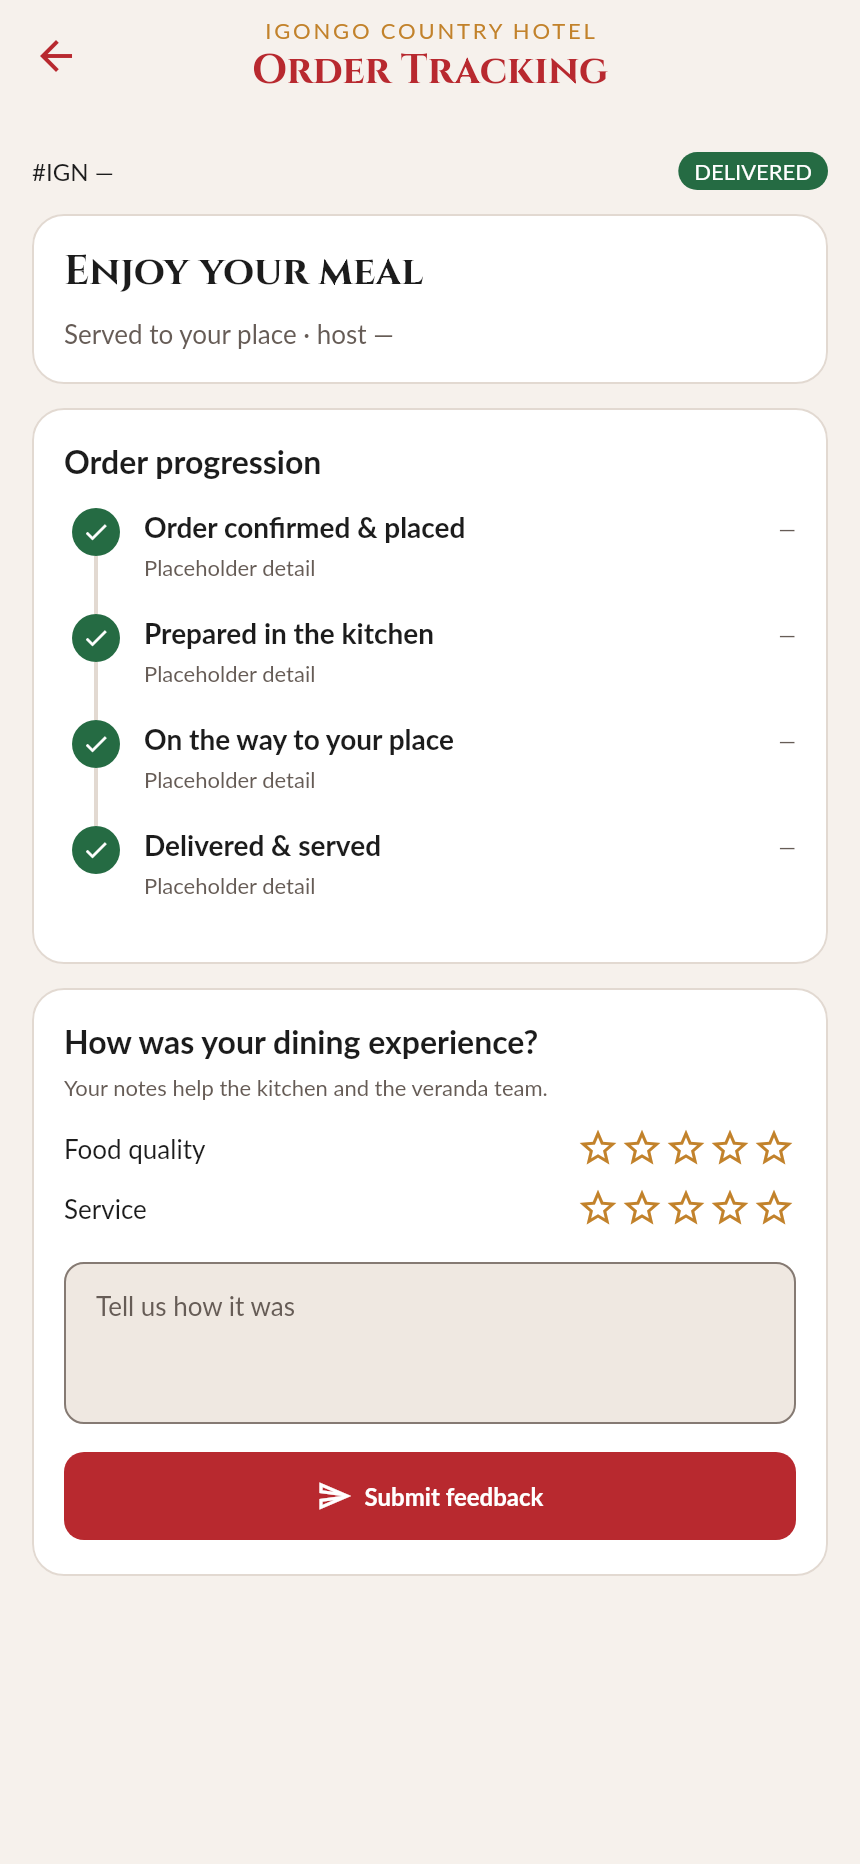 IGONGO COUNTRY HOTEL
Order Tracking
#IGN —
DELIVERED
Enjoy your meal
Served to your place · host —
Order progression
Order confirmed & placed —
Placeholder detail
Prepared in the kitchen —
Placeholder detail
On the way to your place —
Placeholder detail
Delivered & served —
Placeholder detail
How was your dining experience?
Your notes help the kitchen and the veranda team.
Food quality
Service
Tell us how it was
Submit feedback